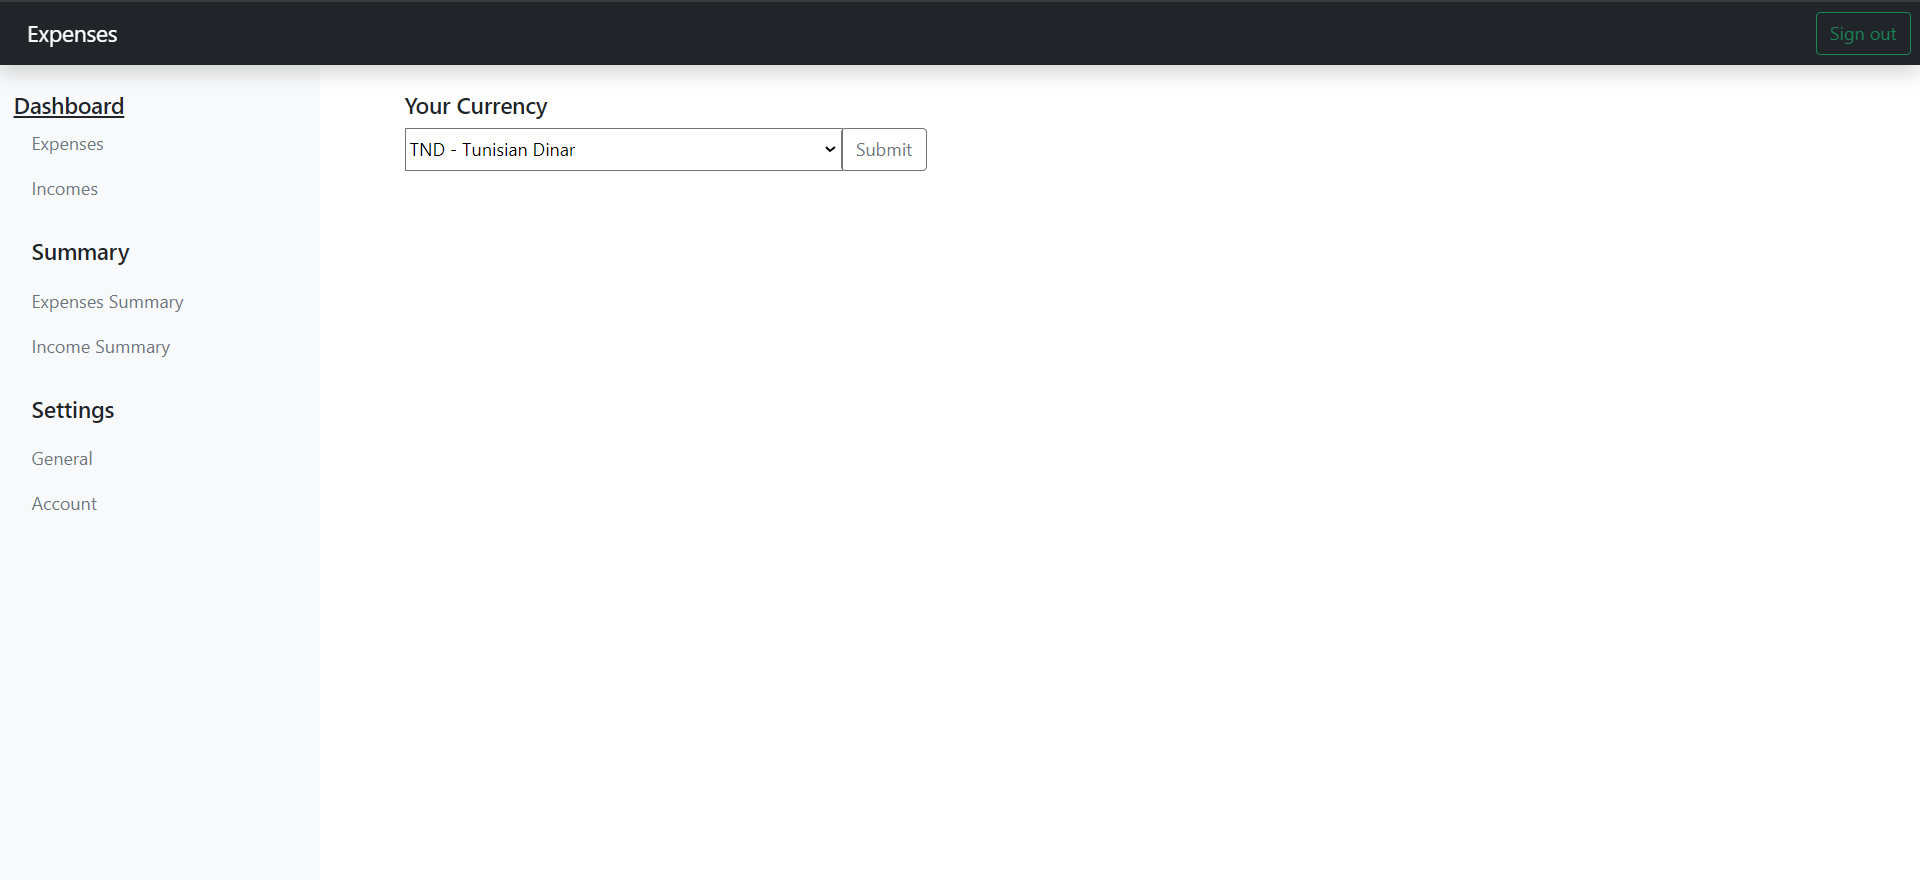 Expenses
Sign out
Dashboard
Expenses
Incomes
Summary
Expenses Summary
Income Summary
Settings
General
Account
Your Currency
TND - Tunisian Dinar
Submit